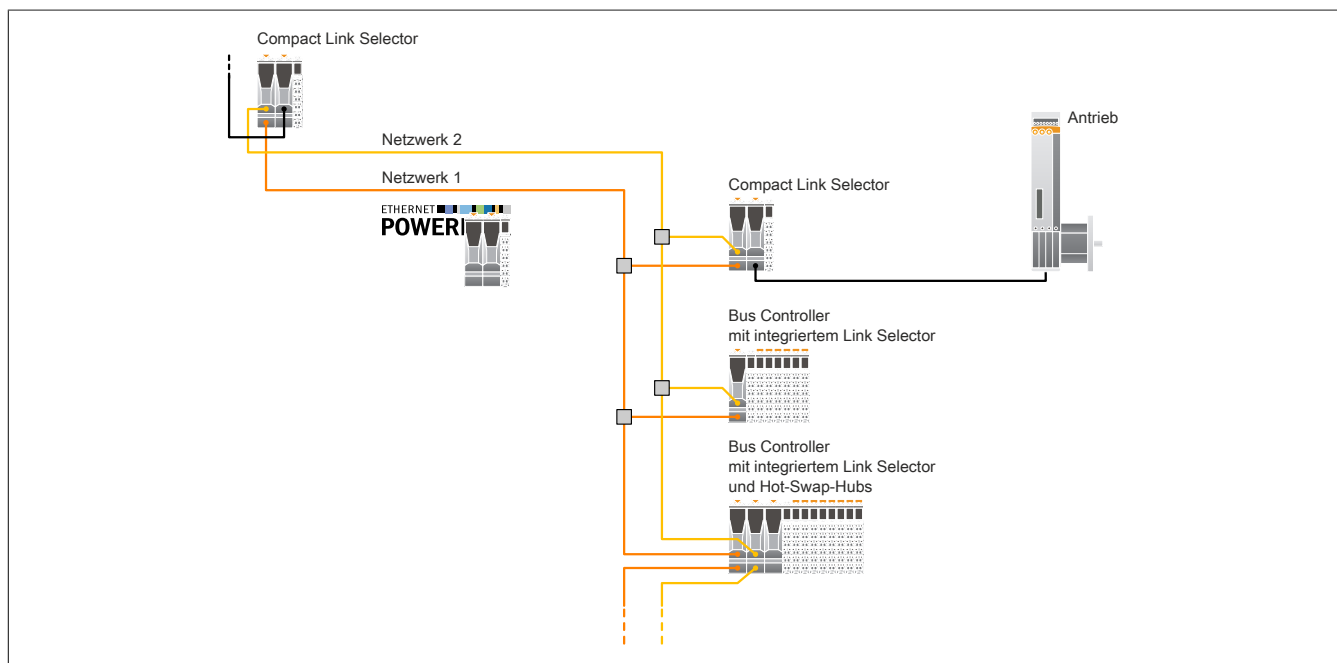 Compact Link Selector
Antrieb
Netzwerk 2
Netzwerk 1
Compact Link Selector
ETHERNET
Bus Controller
mit integriertem Link Selector
Bus Controller
mit integriertem Link Selector
und Hot-Swap-Hubs